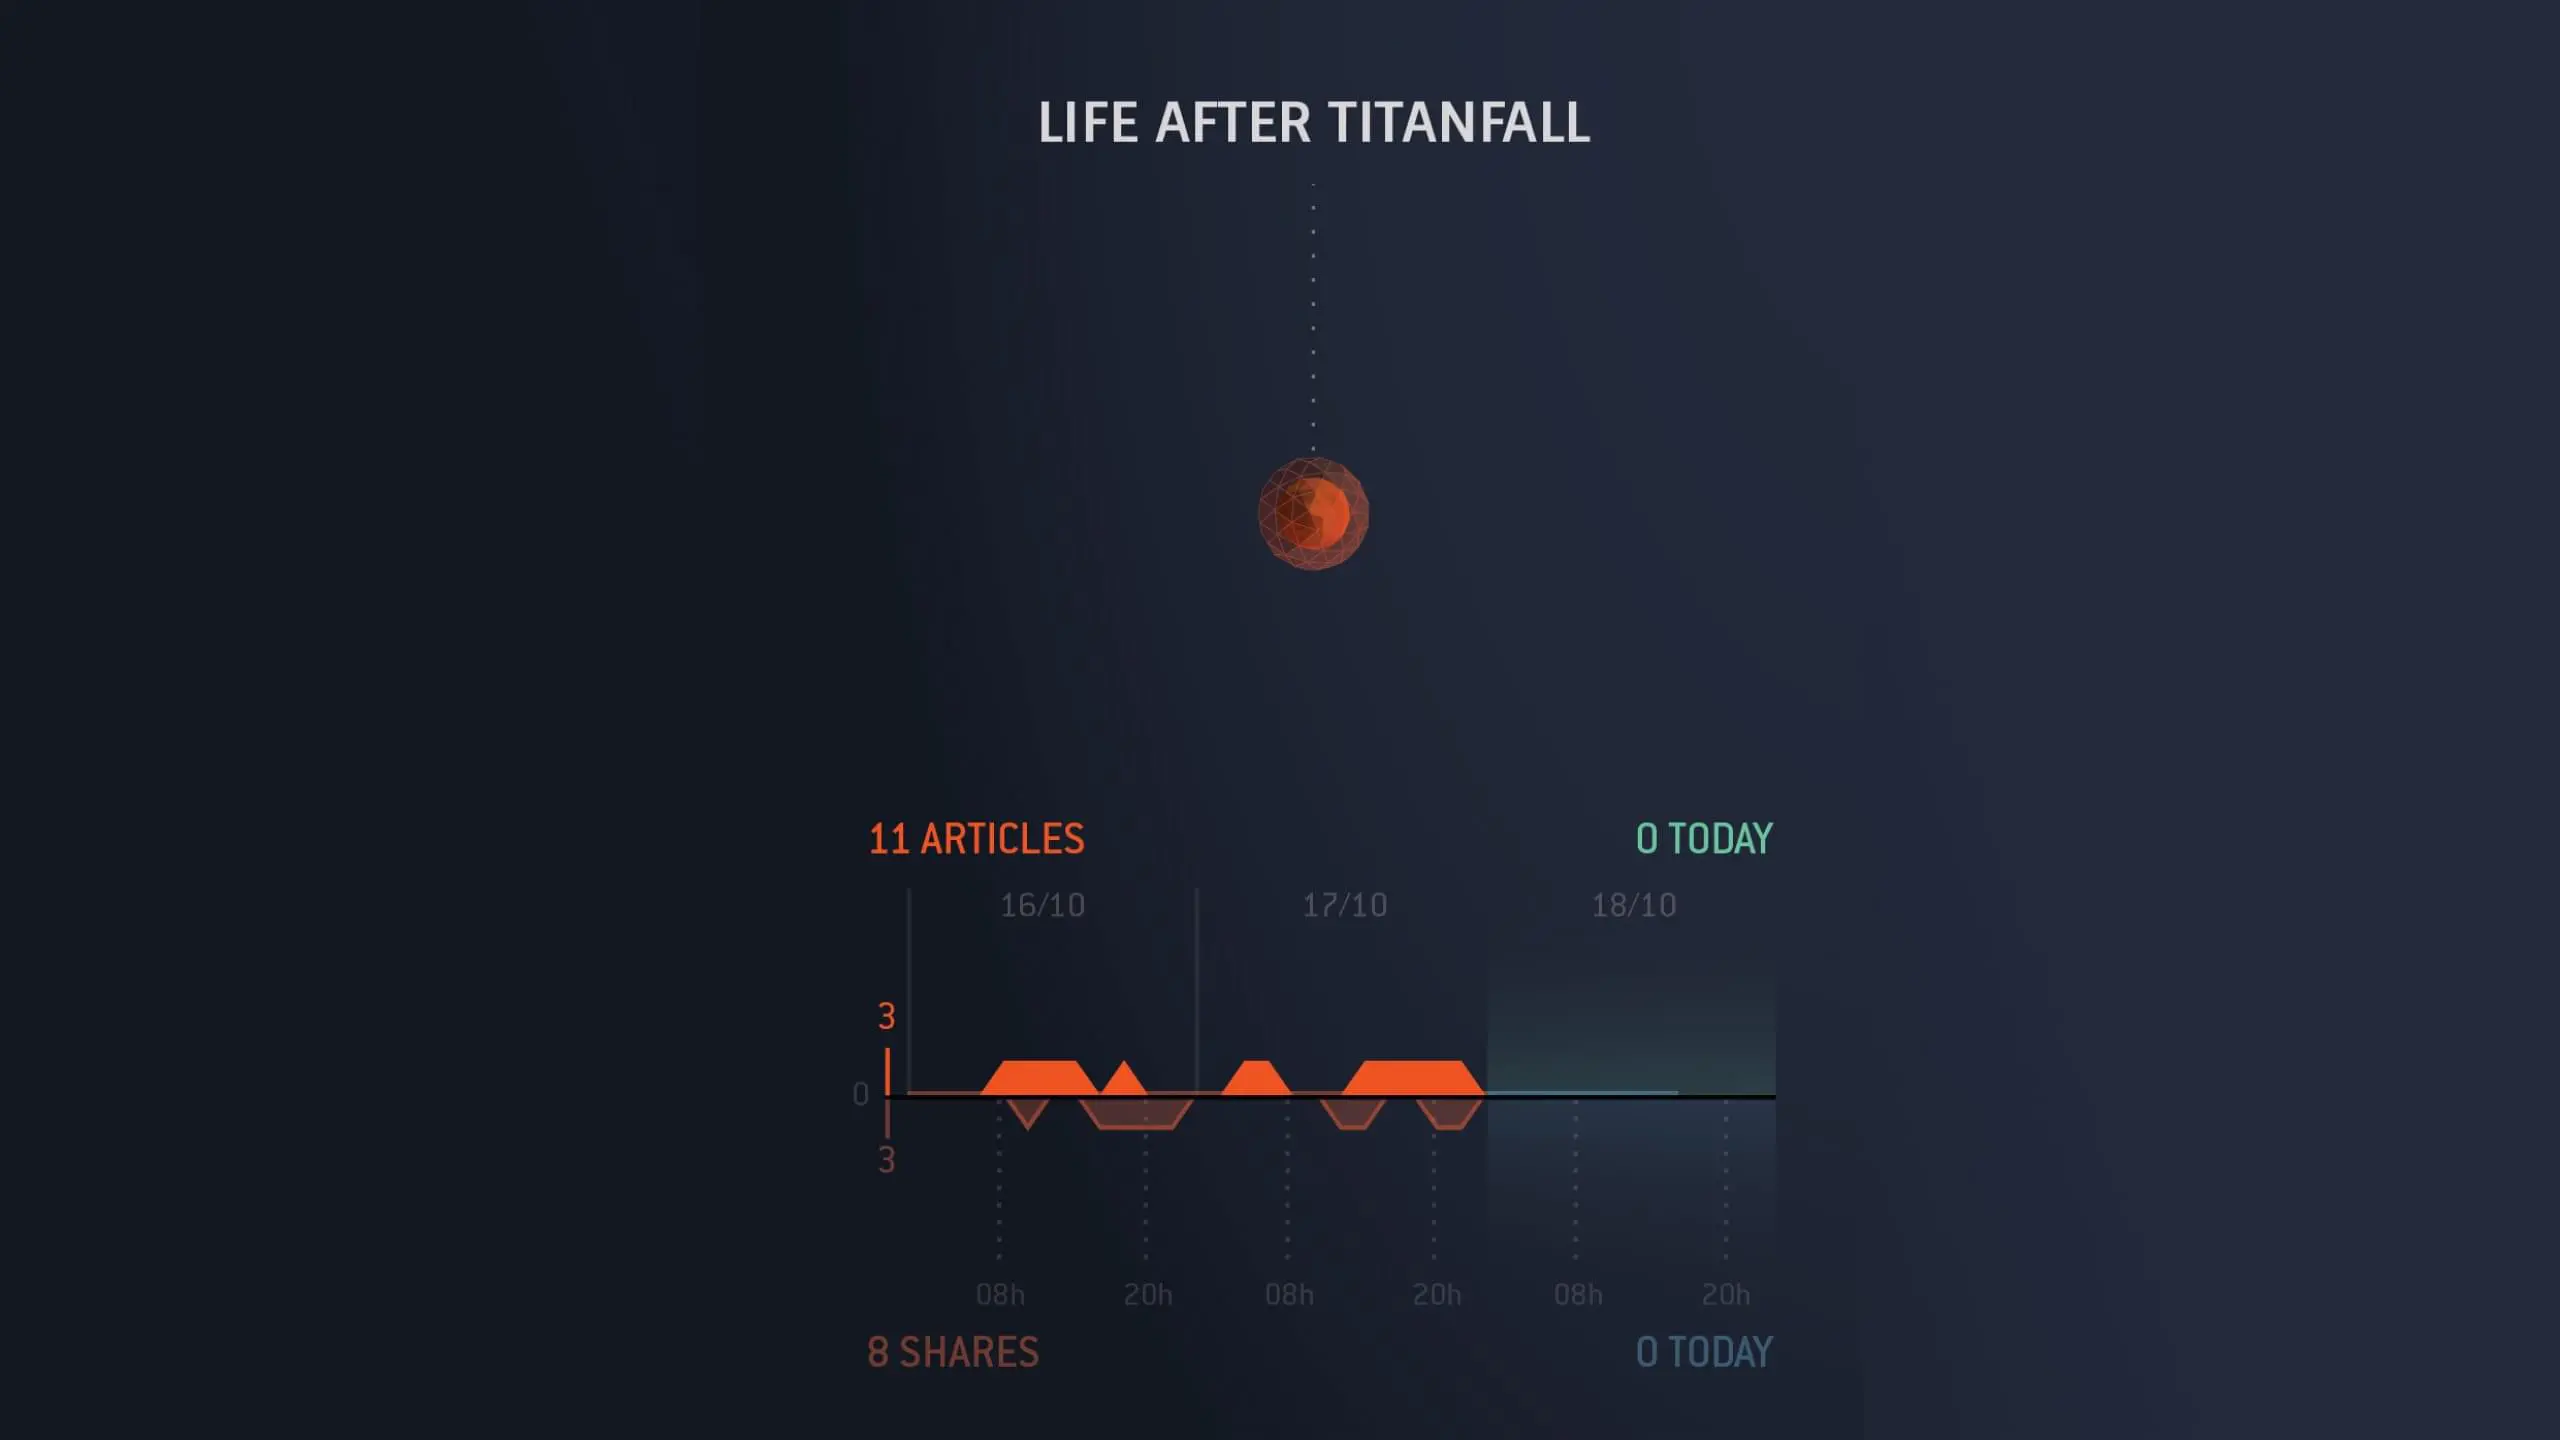 LIFE AFTER TITANFALL
11 ARTICLES
0 TODAY
16/10
17/10
18/10
3
0
3
08h
20h
08h
20h
08h
20h
8 SHARES
0 TODAY